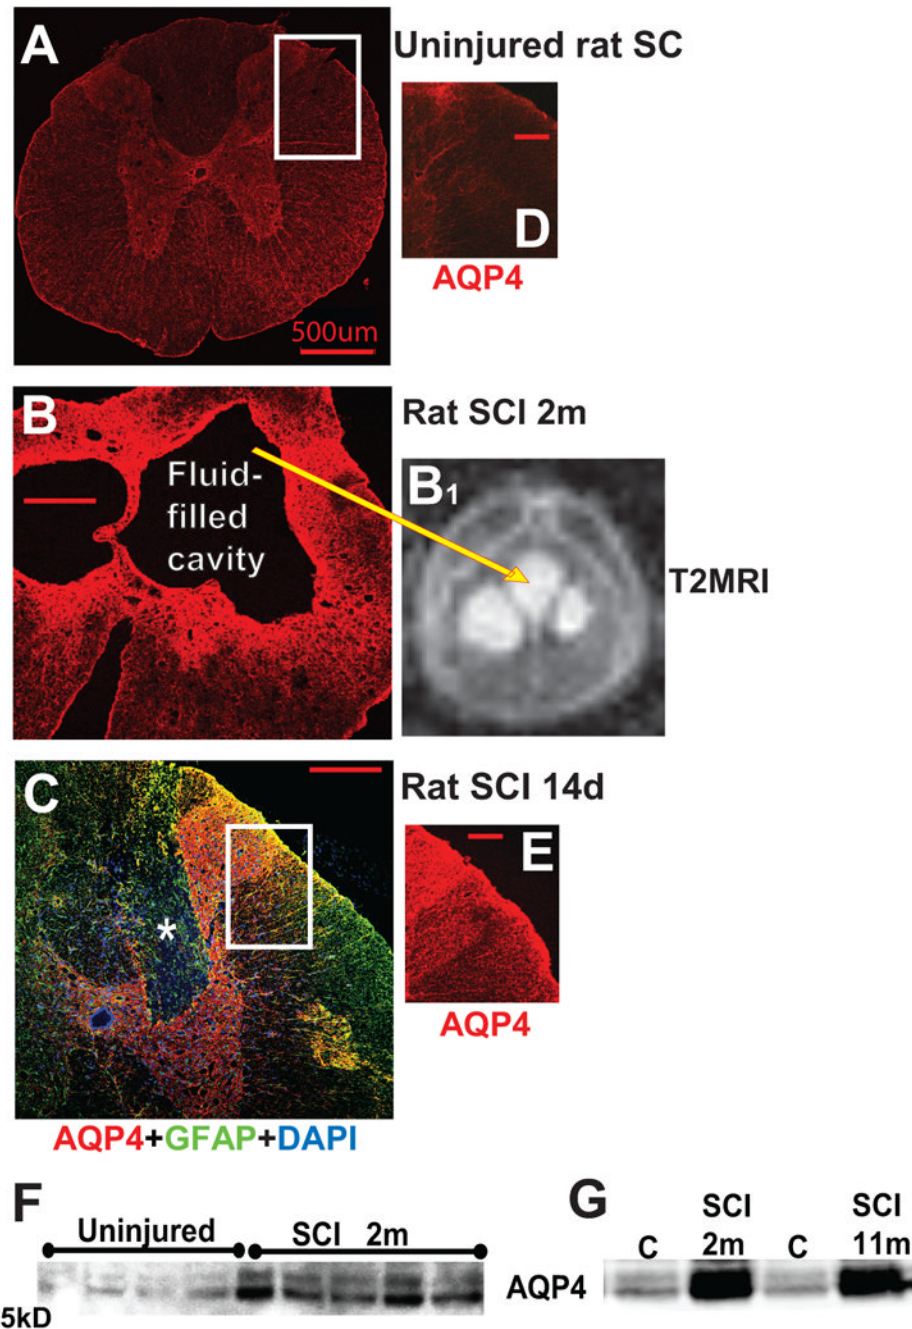 A
Uninjured rat SC
D
AQP4
500um
B
Rat SCI 2m
Fluid-
filled
cavity
B1
T2MRI
C
Rat SCI 14d
*
E
AQP4
AQP4+GFAP+DAPI
F
Uninjured
SCI 2m
5kD
G
C
SCI
2m
C
SCI
11m
AQP4